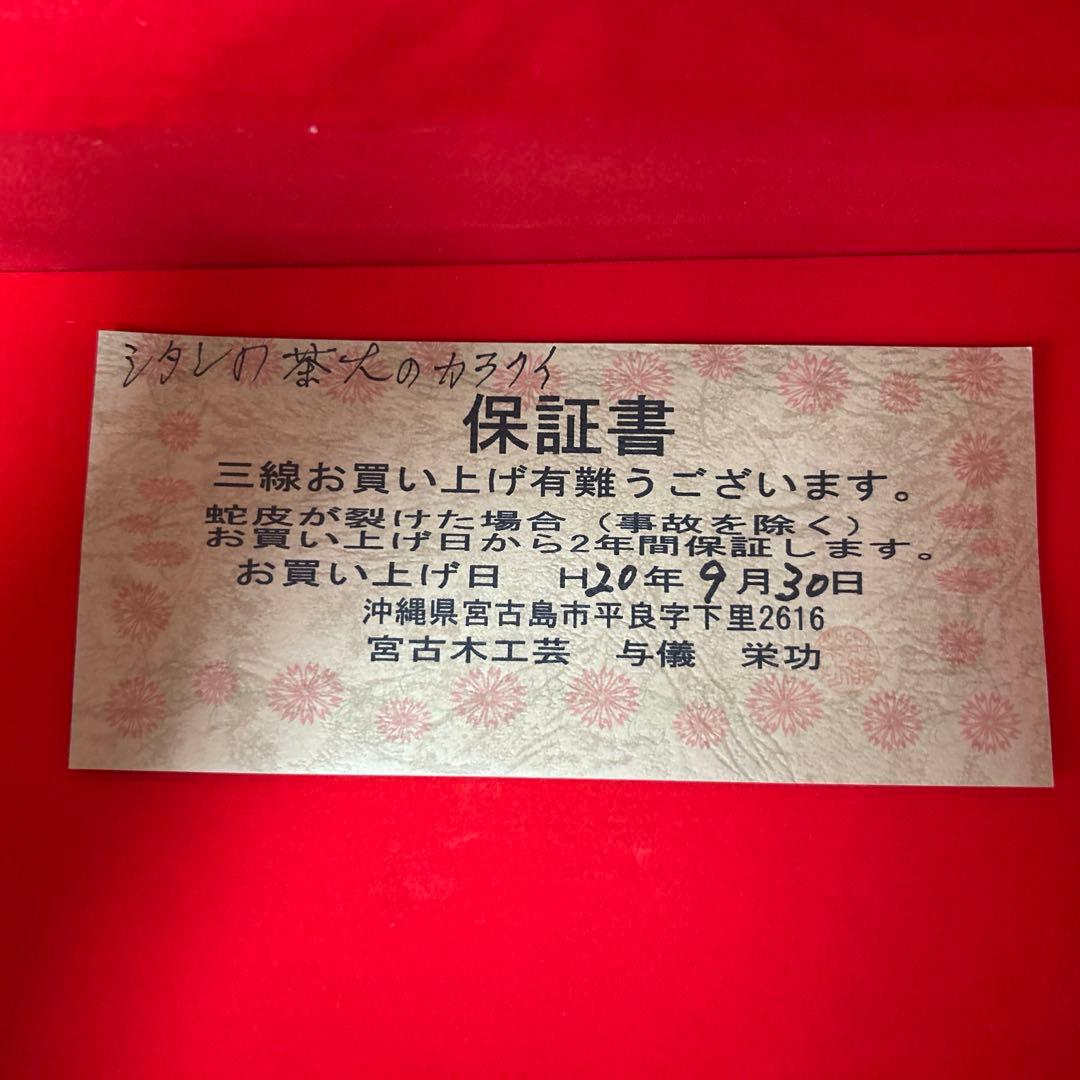 シタンの茶大のカラクイ
保証書
三線お買い上げ有難うございます。
蛇皮が裂けた場合（事故を除く）
お買い上げ日から2年間保証します。
お買い上げ日　H20年9月30日
沖縄県宮古島市平良字下里2616
宮古木工芸　与儀　栄功